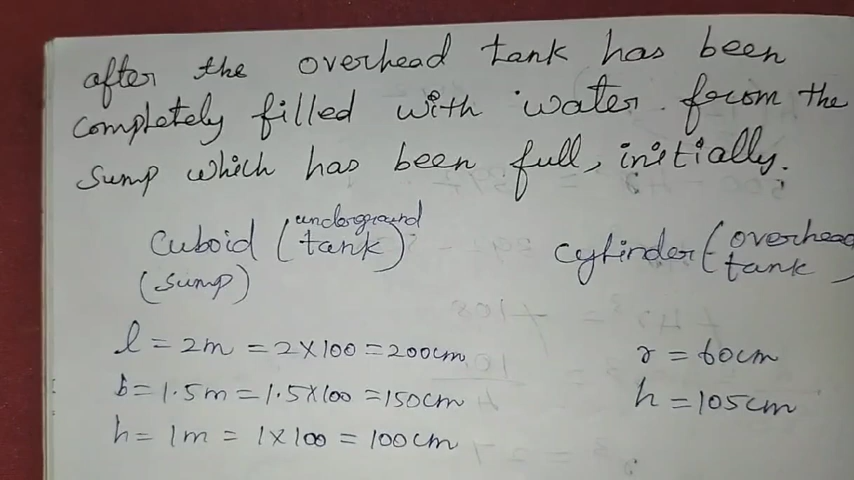 after the overhead tank has been
completely filled with water from the
sump which has been full, initially.
cuboid (underground tank)
(sump)
cylinder (overhead tank
l = 2m = 2×100 = 200cm
b = 1.5m = 1.5×100 = 150cm
h = 1m = 1×100 = 100cm
r = 60cm
h = 105cm